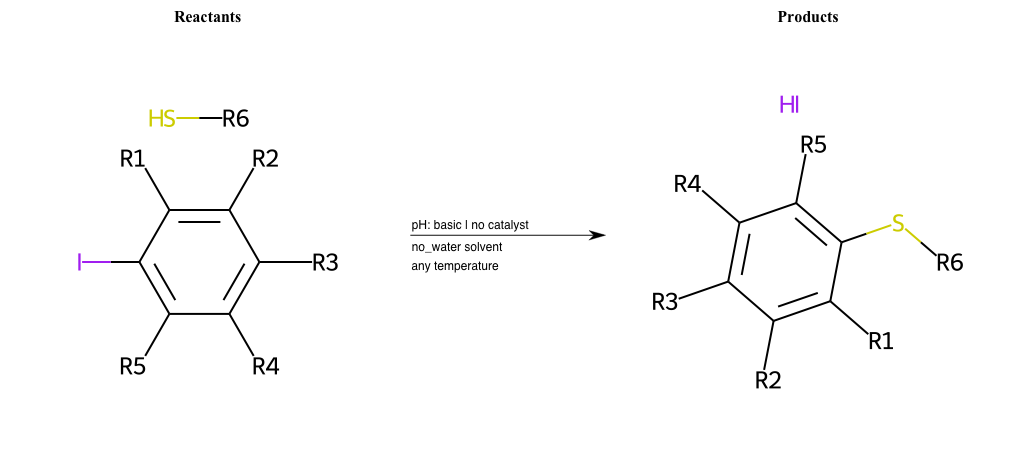 Reactants
Products
HS R6
R1 R2
I R3
R5 R4
pH: basic | no catalyst
no_water solvent
any temperature
HI
R5
R4
S
R6
R3
R1
R2